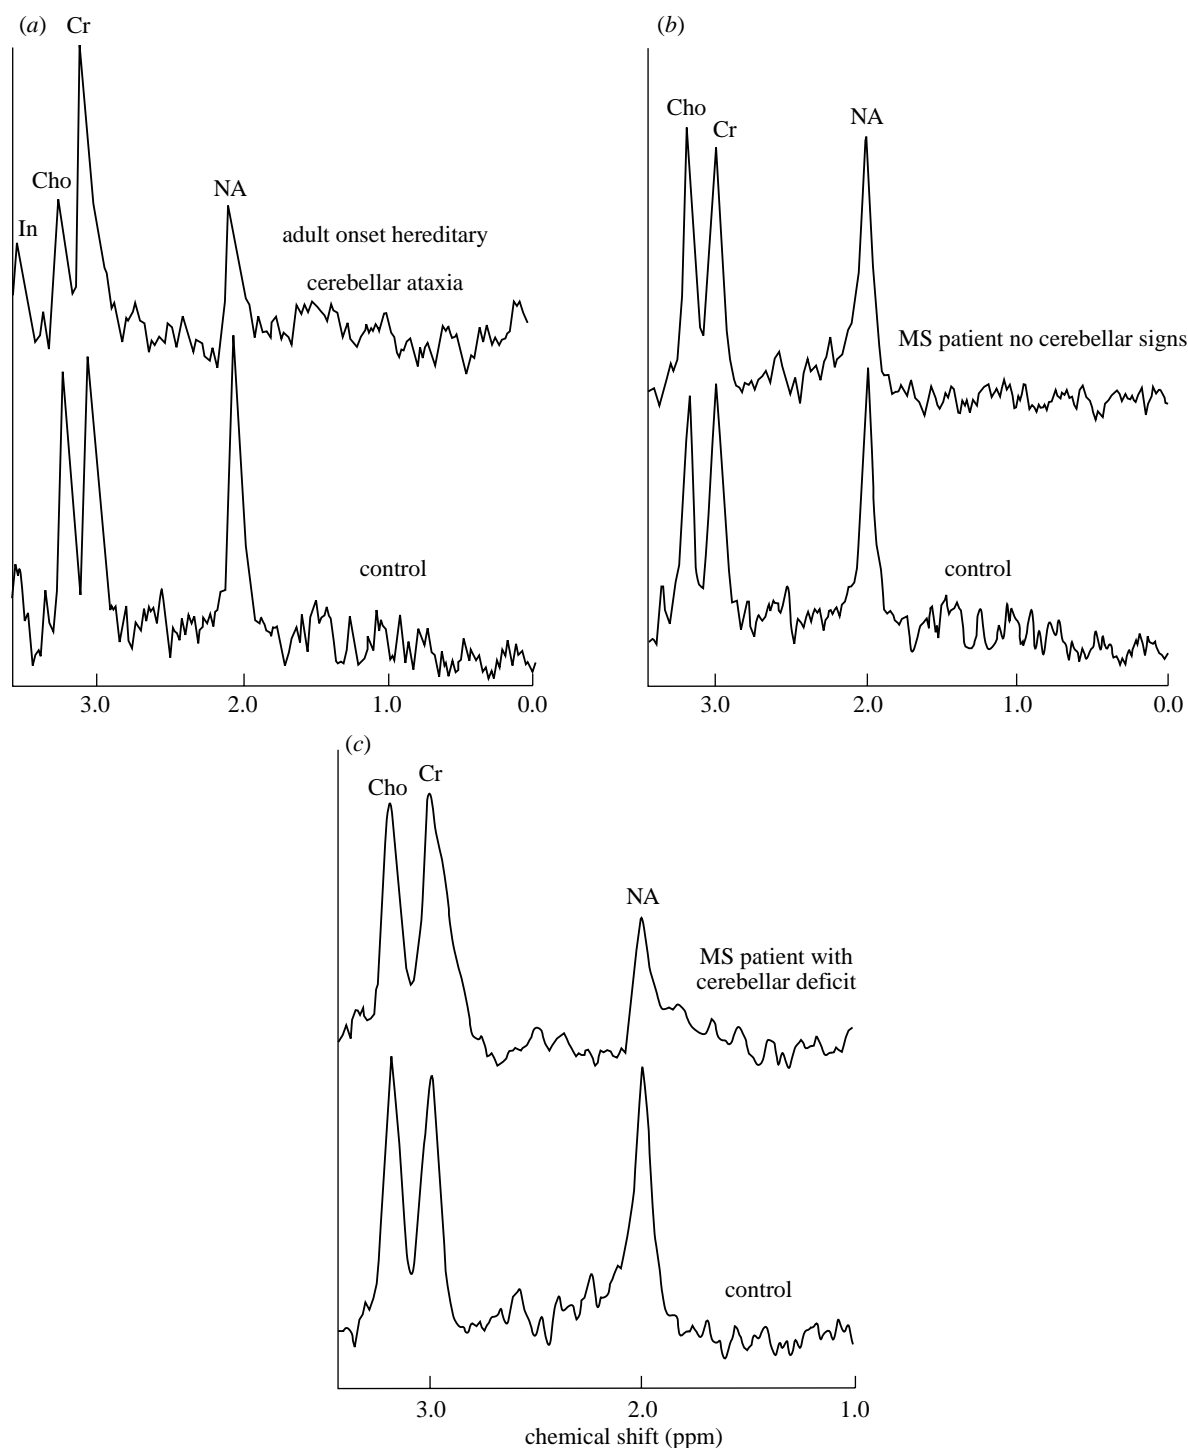 (a)
Cr
Cho
NA
In
adult onset hereditary
cerebellar ataxia
control
3.0 2.0 1.0 0.0
(b)
Cho
Cr
NA
MS patient no cerebellar signs
control
3.0 2.0 1.0 0.0
(c)
Cho
Cr
NA
MS patient with
cerebellar deficit
control
3.0 2.0 1.0
chemical shift (ppm)